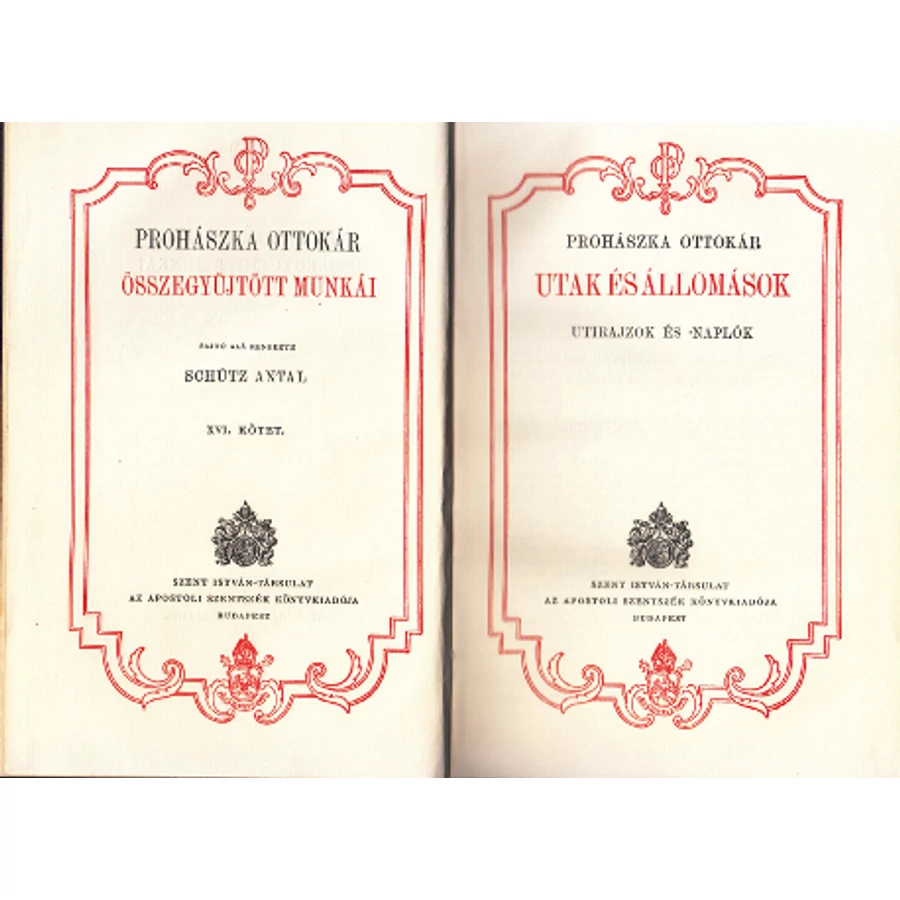 PROHÁSZKA OTTOKÁR
ÖSSZEGYÜJTÖTT MUNKÁI
SAJTÓ ALÁ RENDEZTE
SCHÜTZ ANTAL
XVI. KÖTET.
SZENT ISTVÁN-TÁRSULAT
AZ APOSTOLI SZENTSZÉK KÖNYVKIADÓJA
BUDAPEST
PROHÁSZKA OTTOKÁR
UTAK ÉS ÁLLOMÁSOK
UTIRAJZOK ÉS NAPLÓK
SZENT ISTVÁN-TÁRSULAT
AZ APOSTOLI SZENTSZÉK KÖNYVKIADÓJA
BUDAPEST